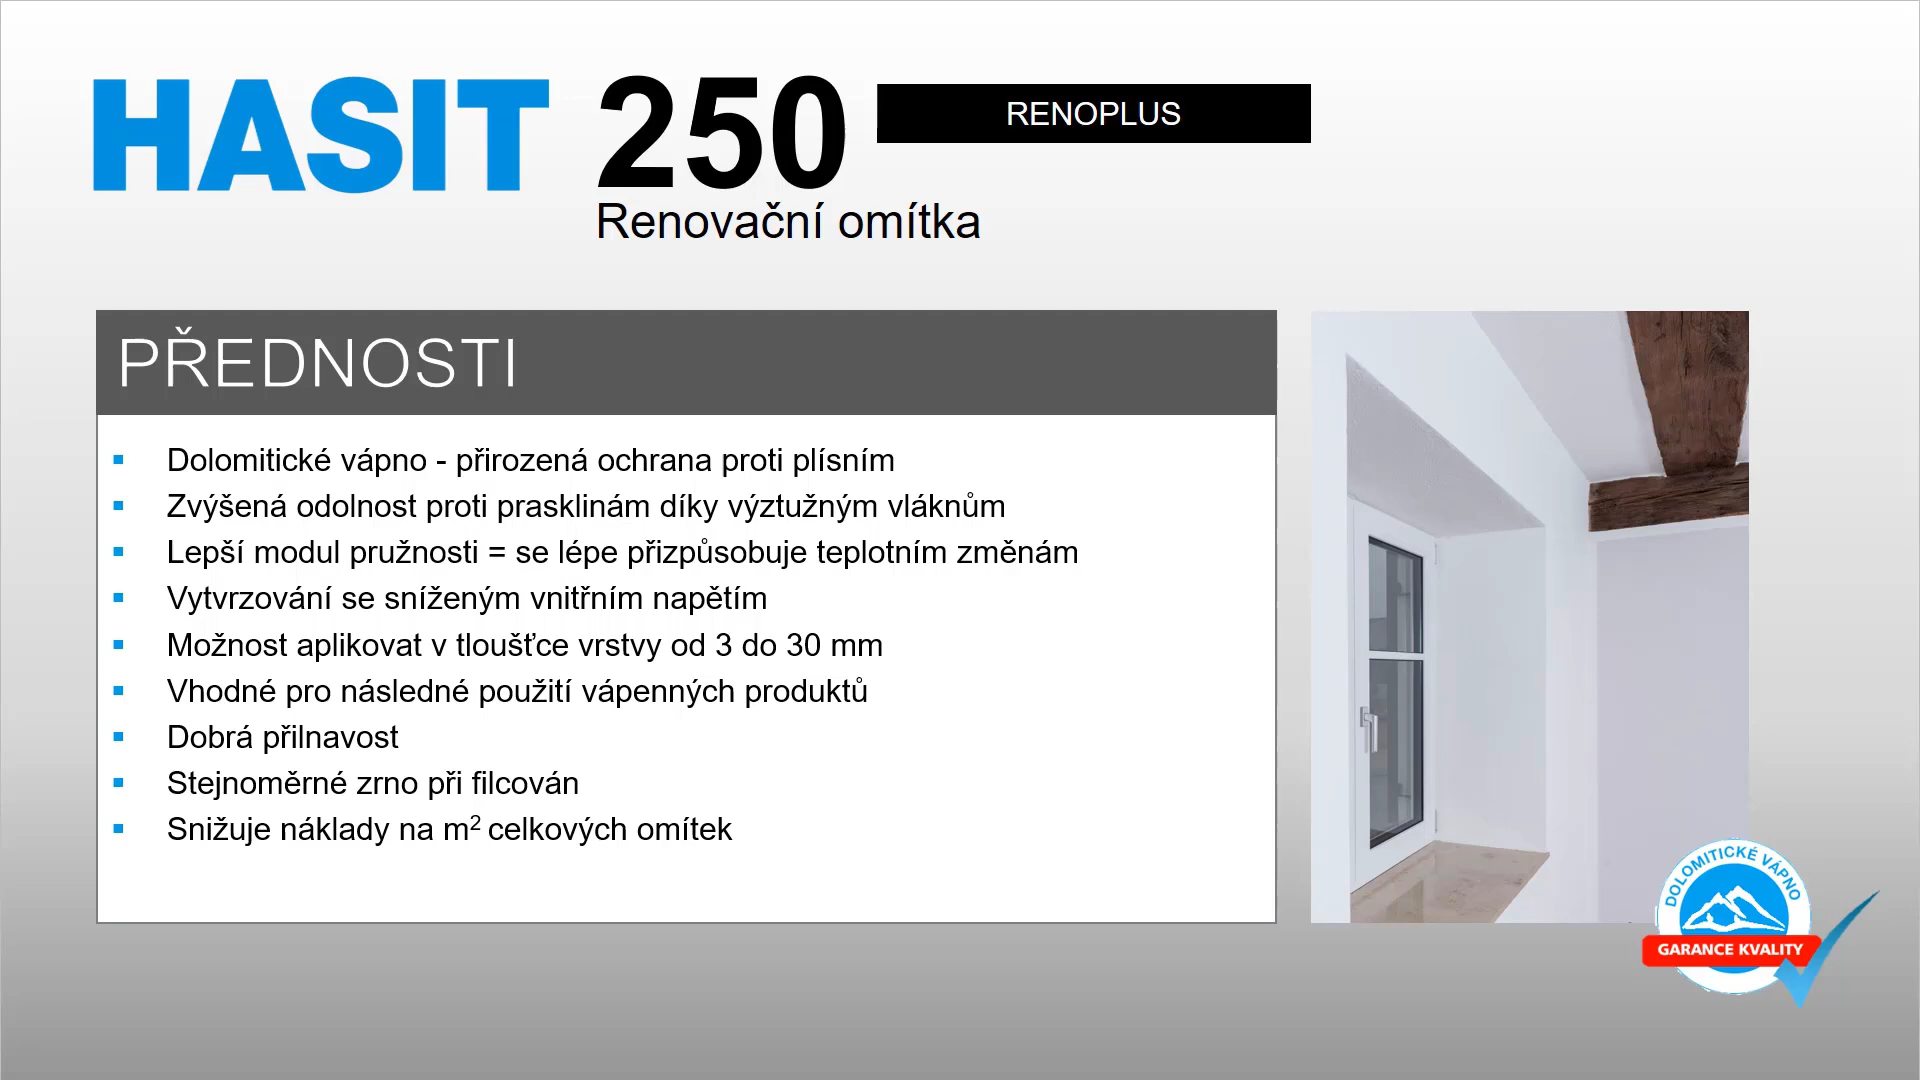 HASIT 250 RENOPLUS
Renovační omítka
PŘEDNOSTI
▪ Dolomitické vápno - přirozená ochrana proti plísním
▪ Zvýšená odolnost proti prasklinám díky výztužným vláknům
▪ Lepší modul pružnosti = se lépe přizpůsobuje teplotním změnám
▪ Vytvrzování se sníženým vnitřním napětím
▪ Možnost aplikovat v tloušťce vrstvy od 3 do 30 mm
▪ Vhodné pro následné použití vápenných produktů
▪ Dobrá přilnavost
▪ Stejnoměrné zrno při filcován
▪ Snižuje náklady na m² celkových omítek
DOLOMITICKÉ VÁPNO
GARANCE KVALITY